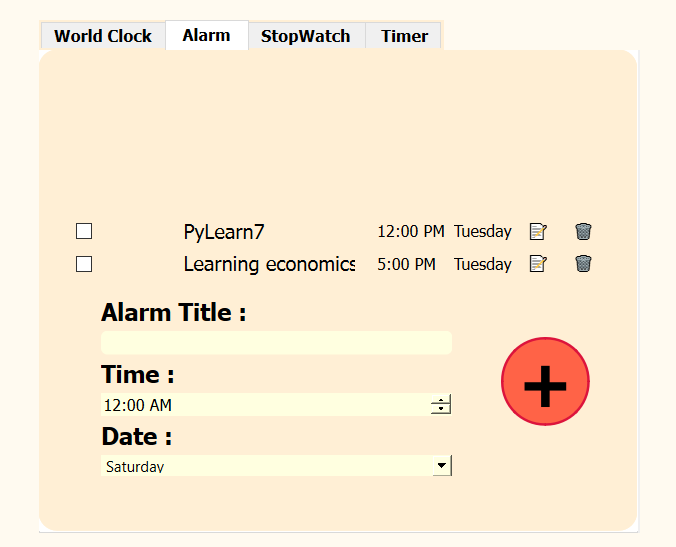 World Clock Alarm StopWatch Timer
PyLearn7 12:00 PM Tuesday
Learning economics 5:00 PM Tuesday
Alarm Title :
Time :
12:00 AM
+
Date :
Saturday